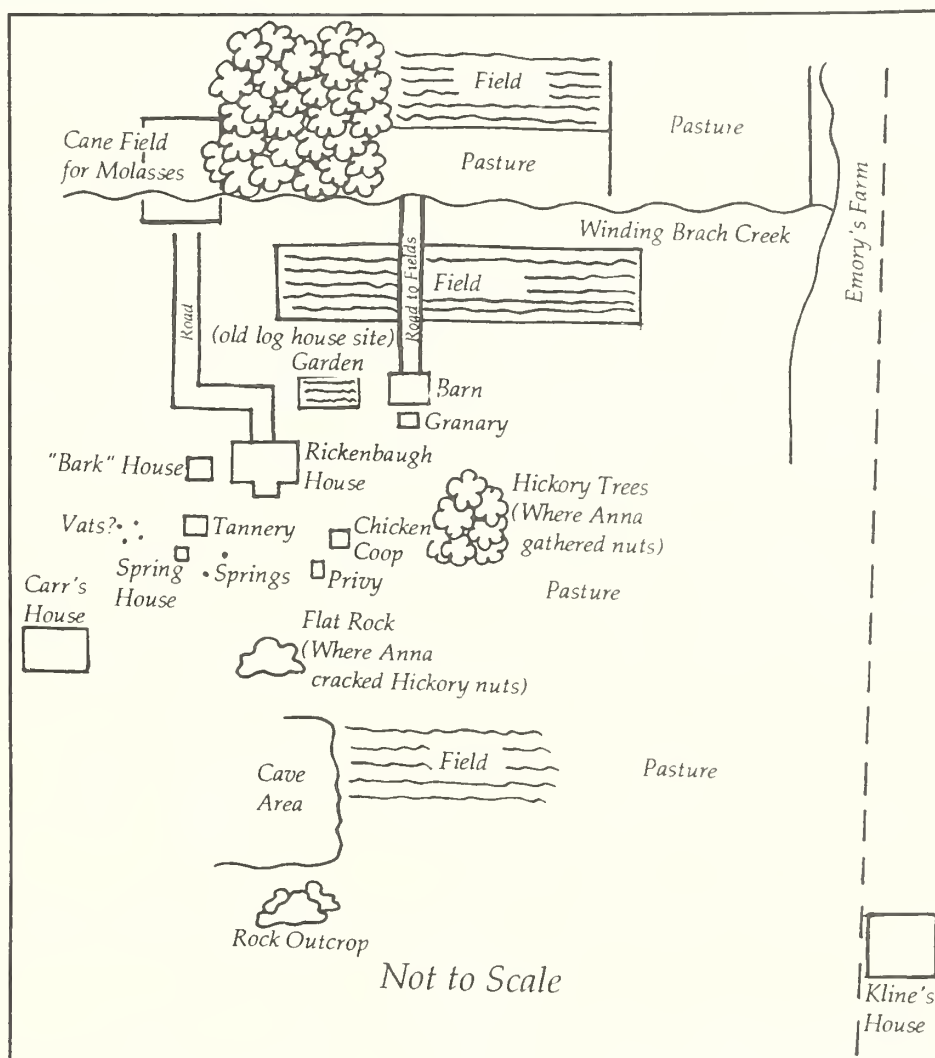 Field
Pasture
Cane Field
for Molasses
Pasture
Winding Brach Creek
Emory's Farm
Road
Road to Fields
Field
(old log house site)
Garden
Barn
Granary
"Bark" House
Rickenbaugh
House
Hickory Trees
(Where Anna
gathered nuts)
Vats?
Tannery
Chicken
Coop
Spring
House
Springs
Privy
Pasture
Carr's
House
Flat Rock
(Where Anna
cracked Hickory nuts)
Cave
Area
Field
Pasture
Rock Outcrop
Not to Scale
Kline's
House